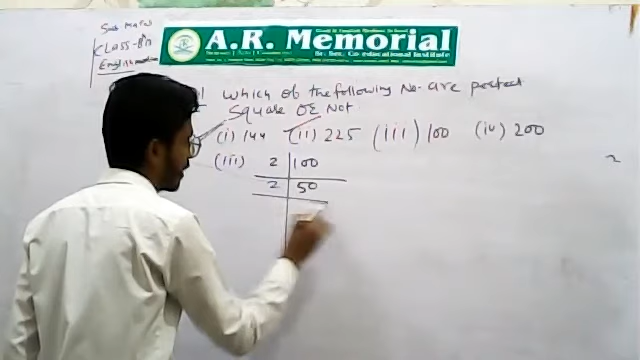 Sub Maths
CLASS-8th
English medium
A.R. Memorial
Sr. Sec. Co-educational Institute
Which of the following No. are perfect
Square OR Not
(i) 144 (ii) 225 (iii) 100 (iv) 200
(iii) 2 100
2 50